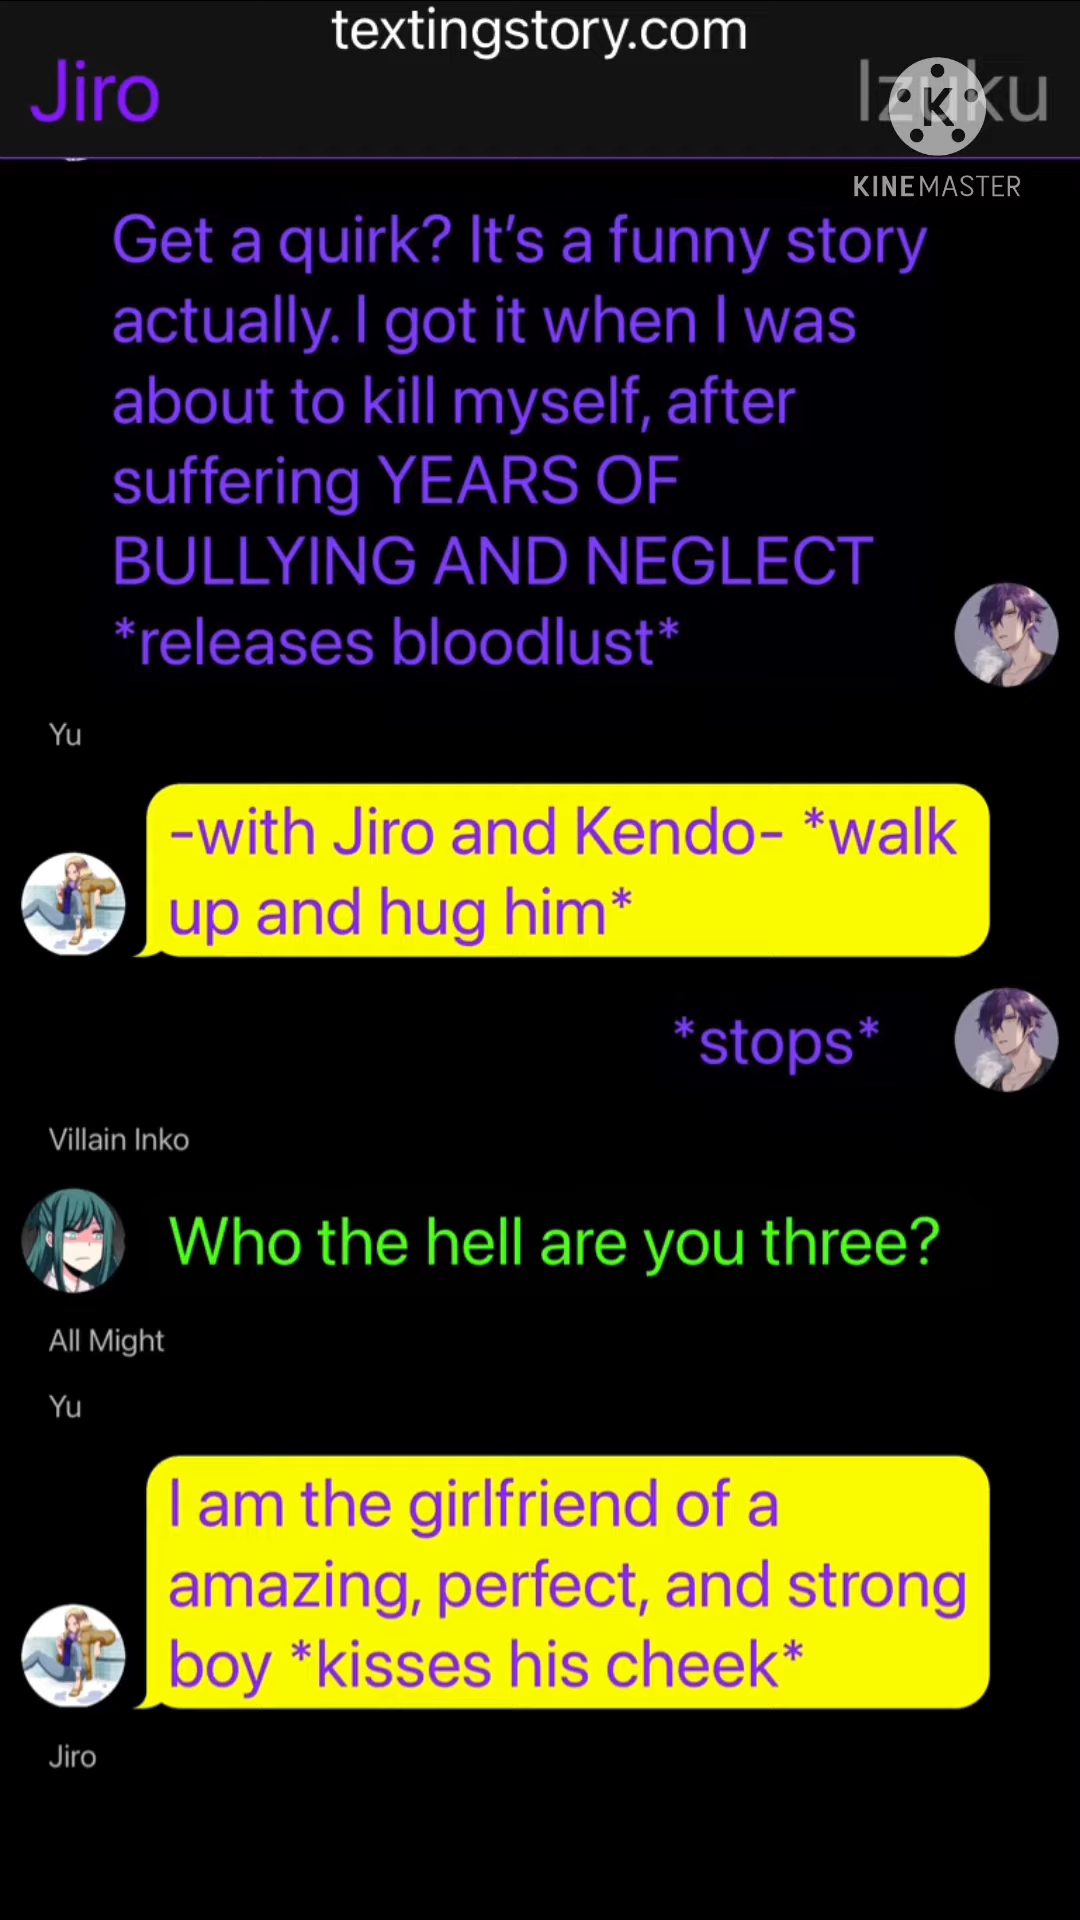 textingstory.com
Jiro
Izuku
K
KINEMASTER
Get a quirk? It’s a funny story
actually. I got it when I was
about to kill myself, after
suffering YEARS OF
BULLYING AND NEGLECT
*releases bloodlust*
Yu
-with Jiro and Kendo- *walk
up and hug him*
*stops*
Villain Inko
Who the hell are you three?
All Might
Yu
I am the girlfriend of a
amazing, perfect, and strong
boy *kisses his cheek*
Jiro